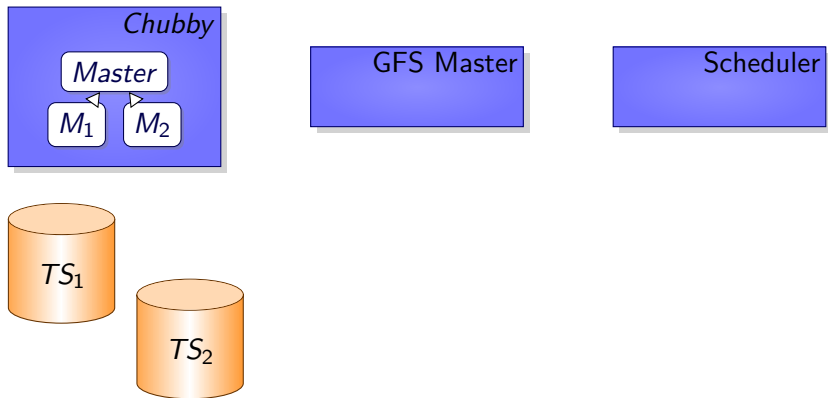 Chubby
Master
M₁
M₂
GFS Master
Scheduler
TS₁
TS₂